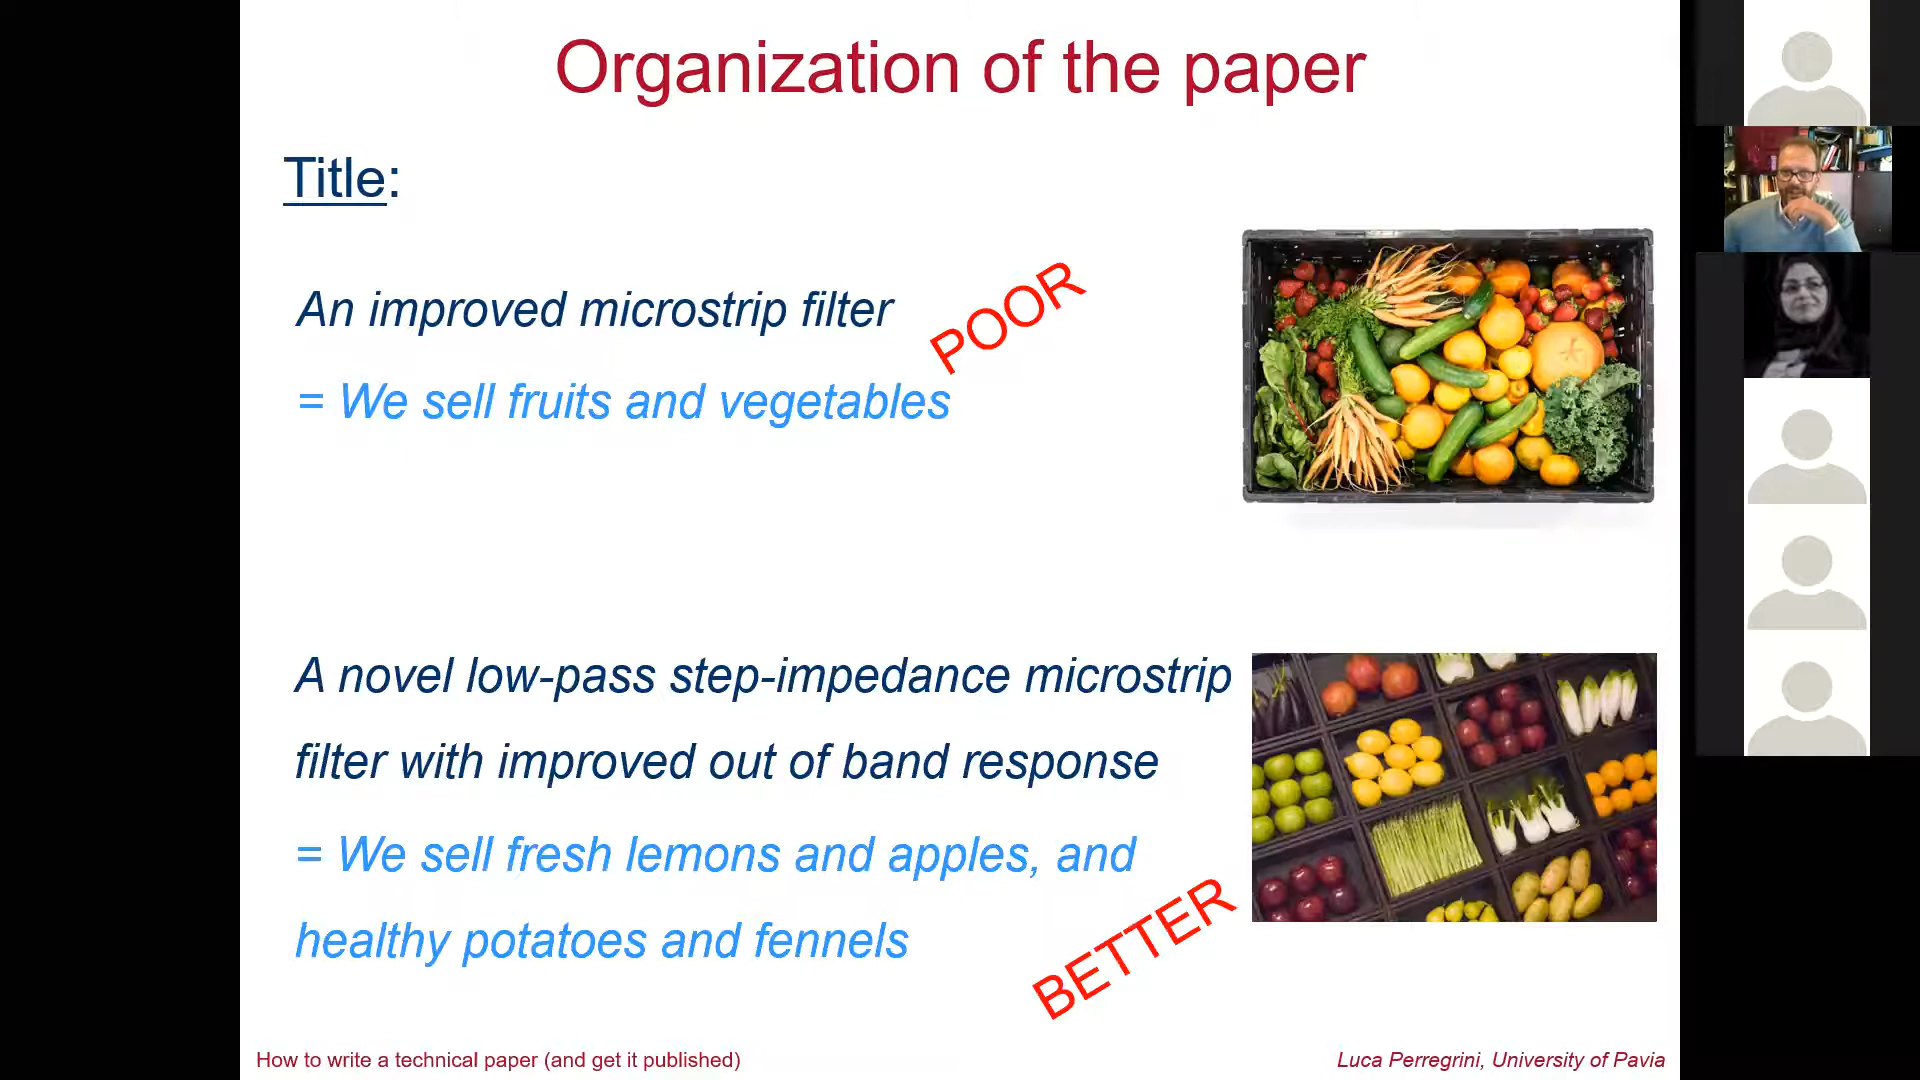 Organization of the paper
Title:
An improved microstrip filter
POOR
= We sell fruits and vegetables
A novel low-pass step-impedance microstrip
filter with improved out of band response
= We sell fresh lemons and apples, and
healthy potatoes and fennels
BETTER
How to write a technical paper (and get it published)
Luca Perregrini, University of Pavia